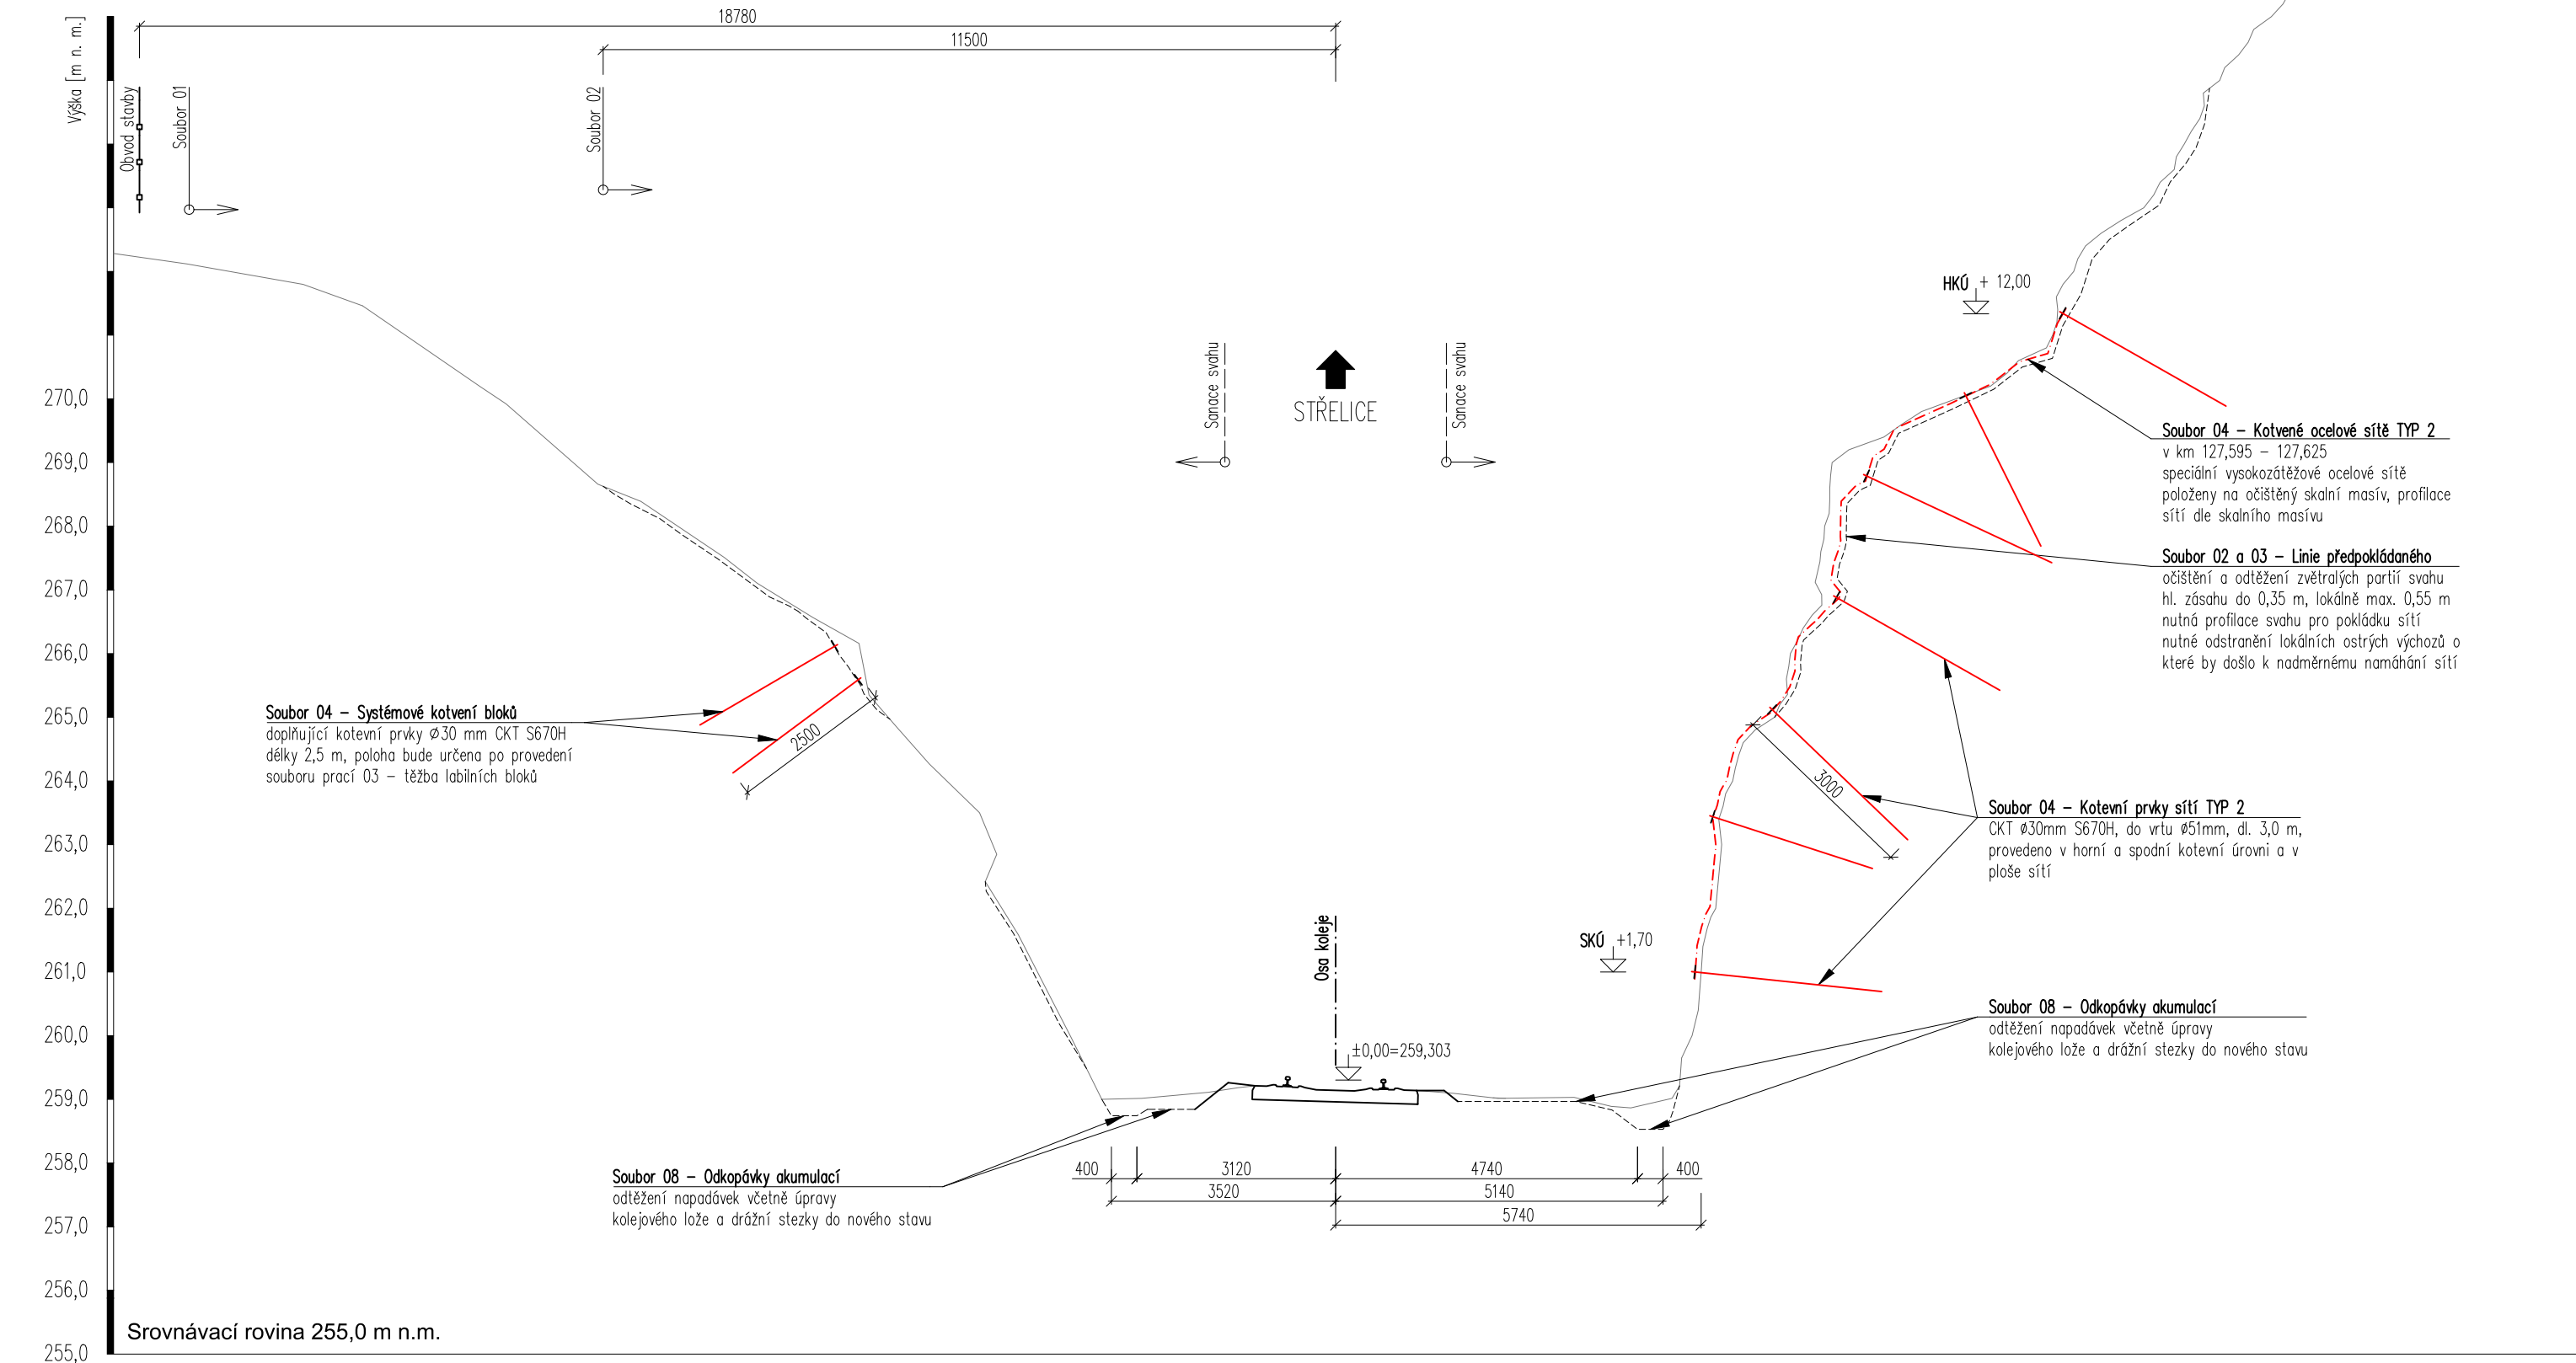 18780
11500
Výška [m n. m.]
Obvod stavby
Soubor 01
Soubor 02
HKÚ + 12,00
Sanace svahu
Sanace svahu
STŘELICE
270,0
269,0
268,0
267,0
266,0
265,0
264,0
263,0
262,0
261,0
260,0
259,0
258,0
257,0
256,0
255,0
Soubor 04 – Kotvené ocelové sítě TYP 2
v km 127,595 – 127,625
speciální vysokozátěžové ocelové sítě
položeny na očištěný skalní masív, profilace
sítí dle skalního masívu
Soubor 02 a 03 – Linie předpokládaného
očištění a odtěžení zvětralých partií svahu
hl. zásahu do 0,35 m, lokálně max. 0,55 m
nutná profilace svahu pro pokládku sítí
nutné odstranění lokálních ostrých výchozů o
které by došlo k nadměrnému namáhání sítí
Soubor 04 – Systémové kotvení bloků
doplňující kotevní prvky Ø30 mm CKT S670H
délky 2,5 m, poloha bude určena po provedení
souboru prací 03 – těžba labilních bloků
2500
3000
Soubor 04 – Kotevní prvky sítí TYP 2
CKT Ø30mm S670H, do vrtu Ø51mm, dl. 3,0 m,
provedeno v horní a spodní kotevní úrovni a v
ploše sítí
Osa koleje
SKÚ +1,70
±0,00=259,303
Soubor 08 – Odkopávky akumulací
odtěžení napadávek včetně úpravy
kolejového lože a drážní stezky do nového stavu
Soubor 08 – Odkopávky akumulací
odtěžení napadávek včetně úpravy
kolejového lože a drážní stezky do nového stavu
400
3120
4740
400
3520
5140
5740
Srovnávací rovina 255,0 m n.m.